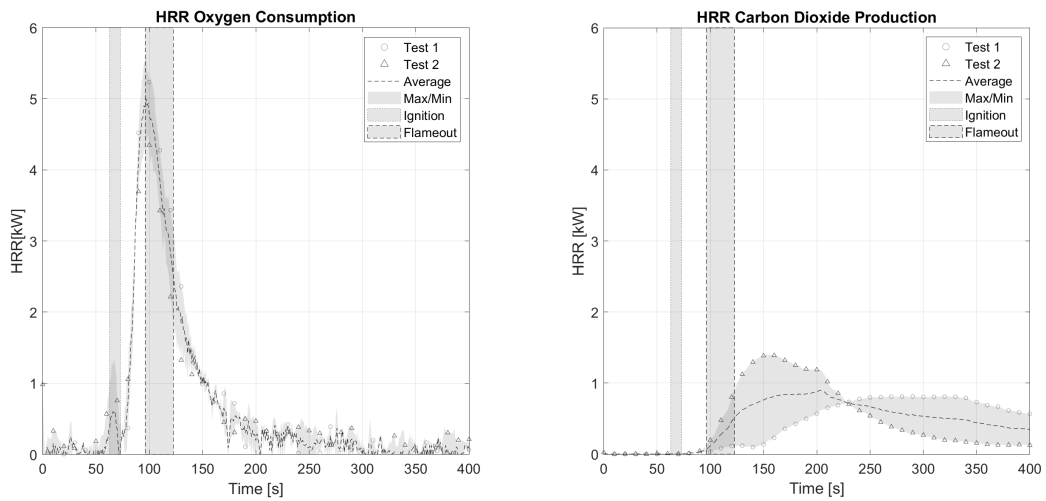 HRR Oxygen Consumption
6
5
4
3
2
1
0
HRR[kW]
0 50 100 150 200 250 300 350 400
Time [s]
Test 1
Test 2
Average
Max/Min
Ignition
Flameout
HRR Carbon Dioxide Production
6
5
4
3
2
1
0
HRR [kW]
0 50 100 150 200 250 300 350 400
Time [s]
Test 1
Test 2
Average
Max/Min
Ignition
Flameout